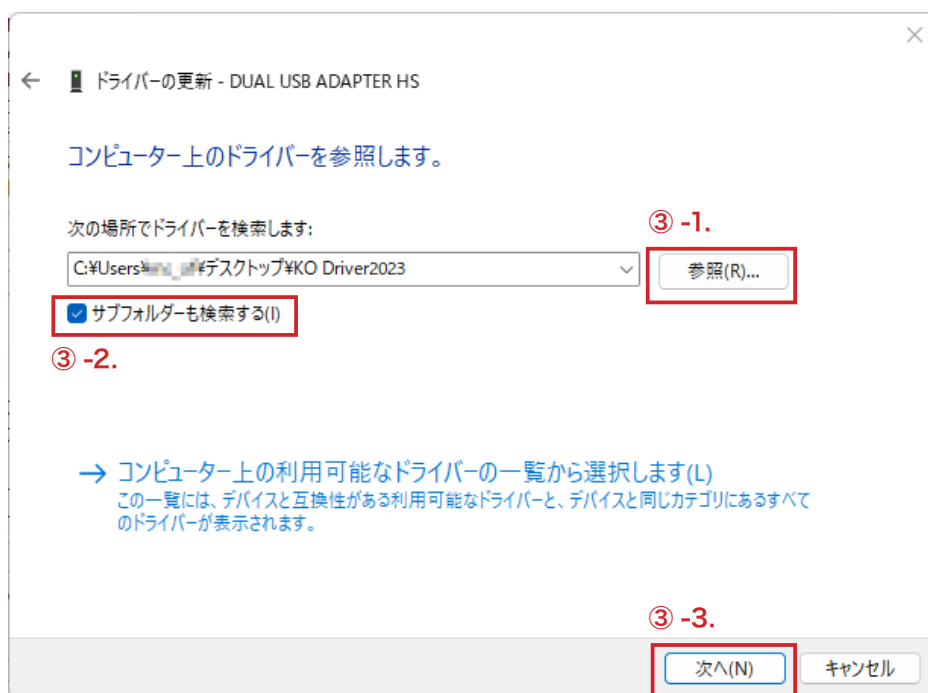 ドライバーの更新 - DUAL USB ADAPTER HS
コンピューター上のドライバーを参照します。
次の場所でドライバーを検索します:
③ -1.
C:¥Users¥ ¥デスクトップ¥KO Driver2023
参照(R)...
サブフォルダーも検索する(I)
③ -2.
→ コンピューター上の利用可能なドライバーの一覧から選択します(L)
この一覧には、デバイスと互換性がある利用可能なドライバーと、デバイスと同じカテゴリにあるすべて
のドライバーが表示されます。
③ -3.
次へ(N)
キャンセル